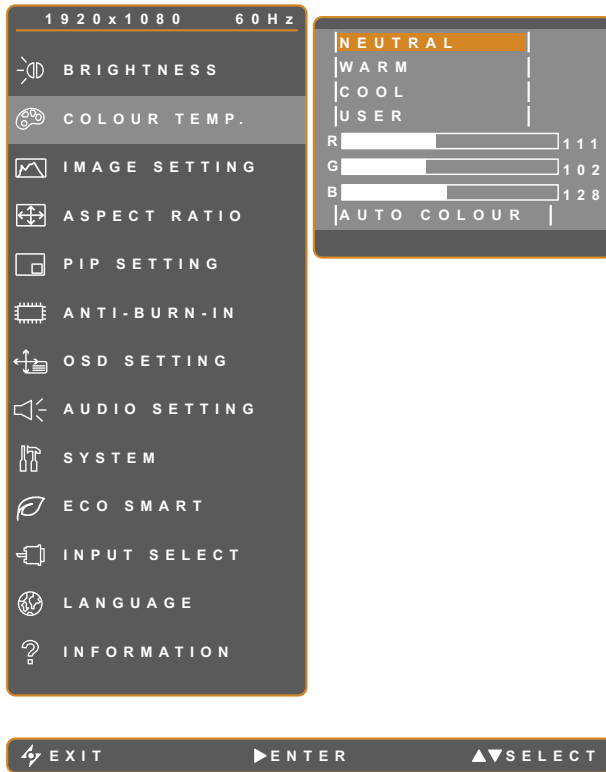 1920x1080 60Hz
BRIGHTNESS
COLOUR TEMP.
IMAGE SETTING
ASPECT RATIO
PIP SETTING
ANTI-BURN-IN
OSD SETTING
AUDIO SETTING
SYSTEM
ECO SMART
INPUT SELECT
LANGUAGE
INFORMATION
NEUTRAL
WARM
COOL
USER
R 111
G 102
B 128
AUTO COLOUR
EXIT ENTER SELECT